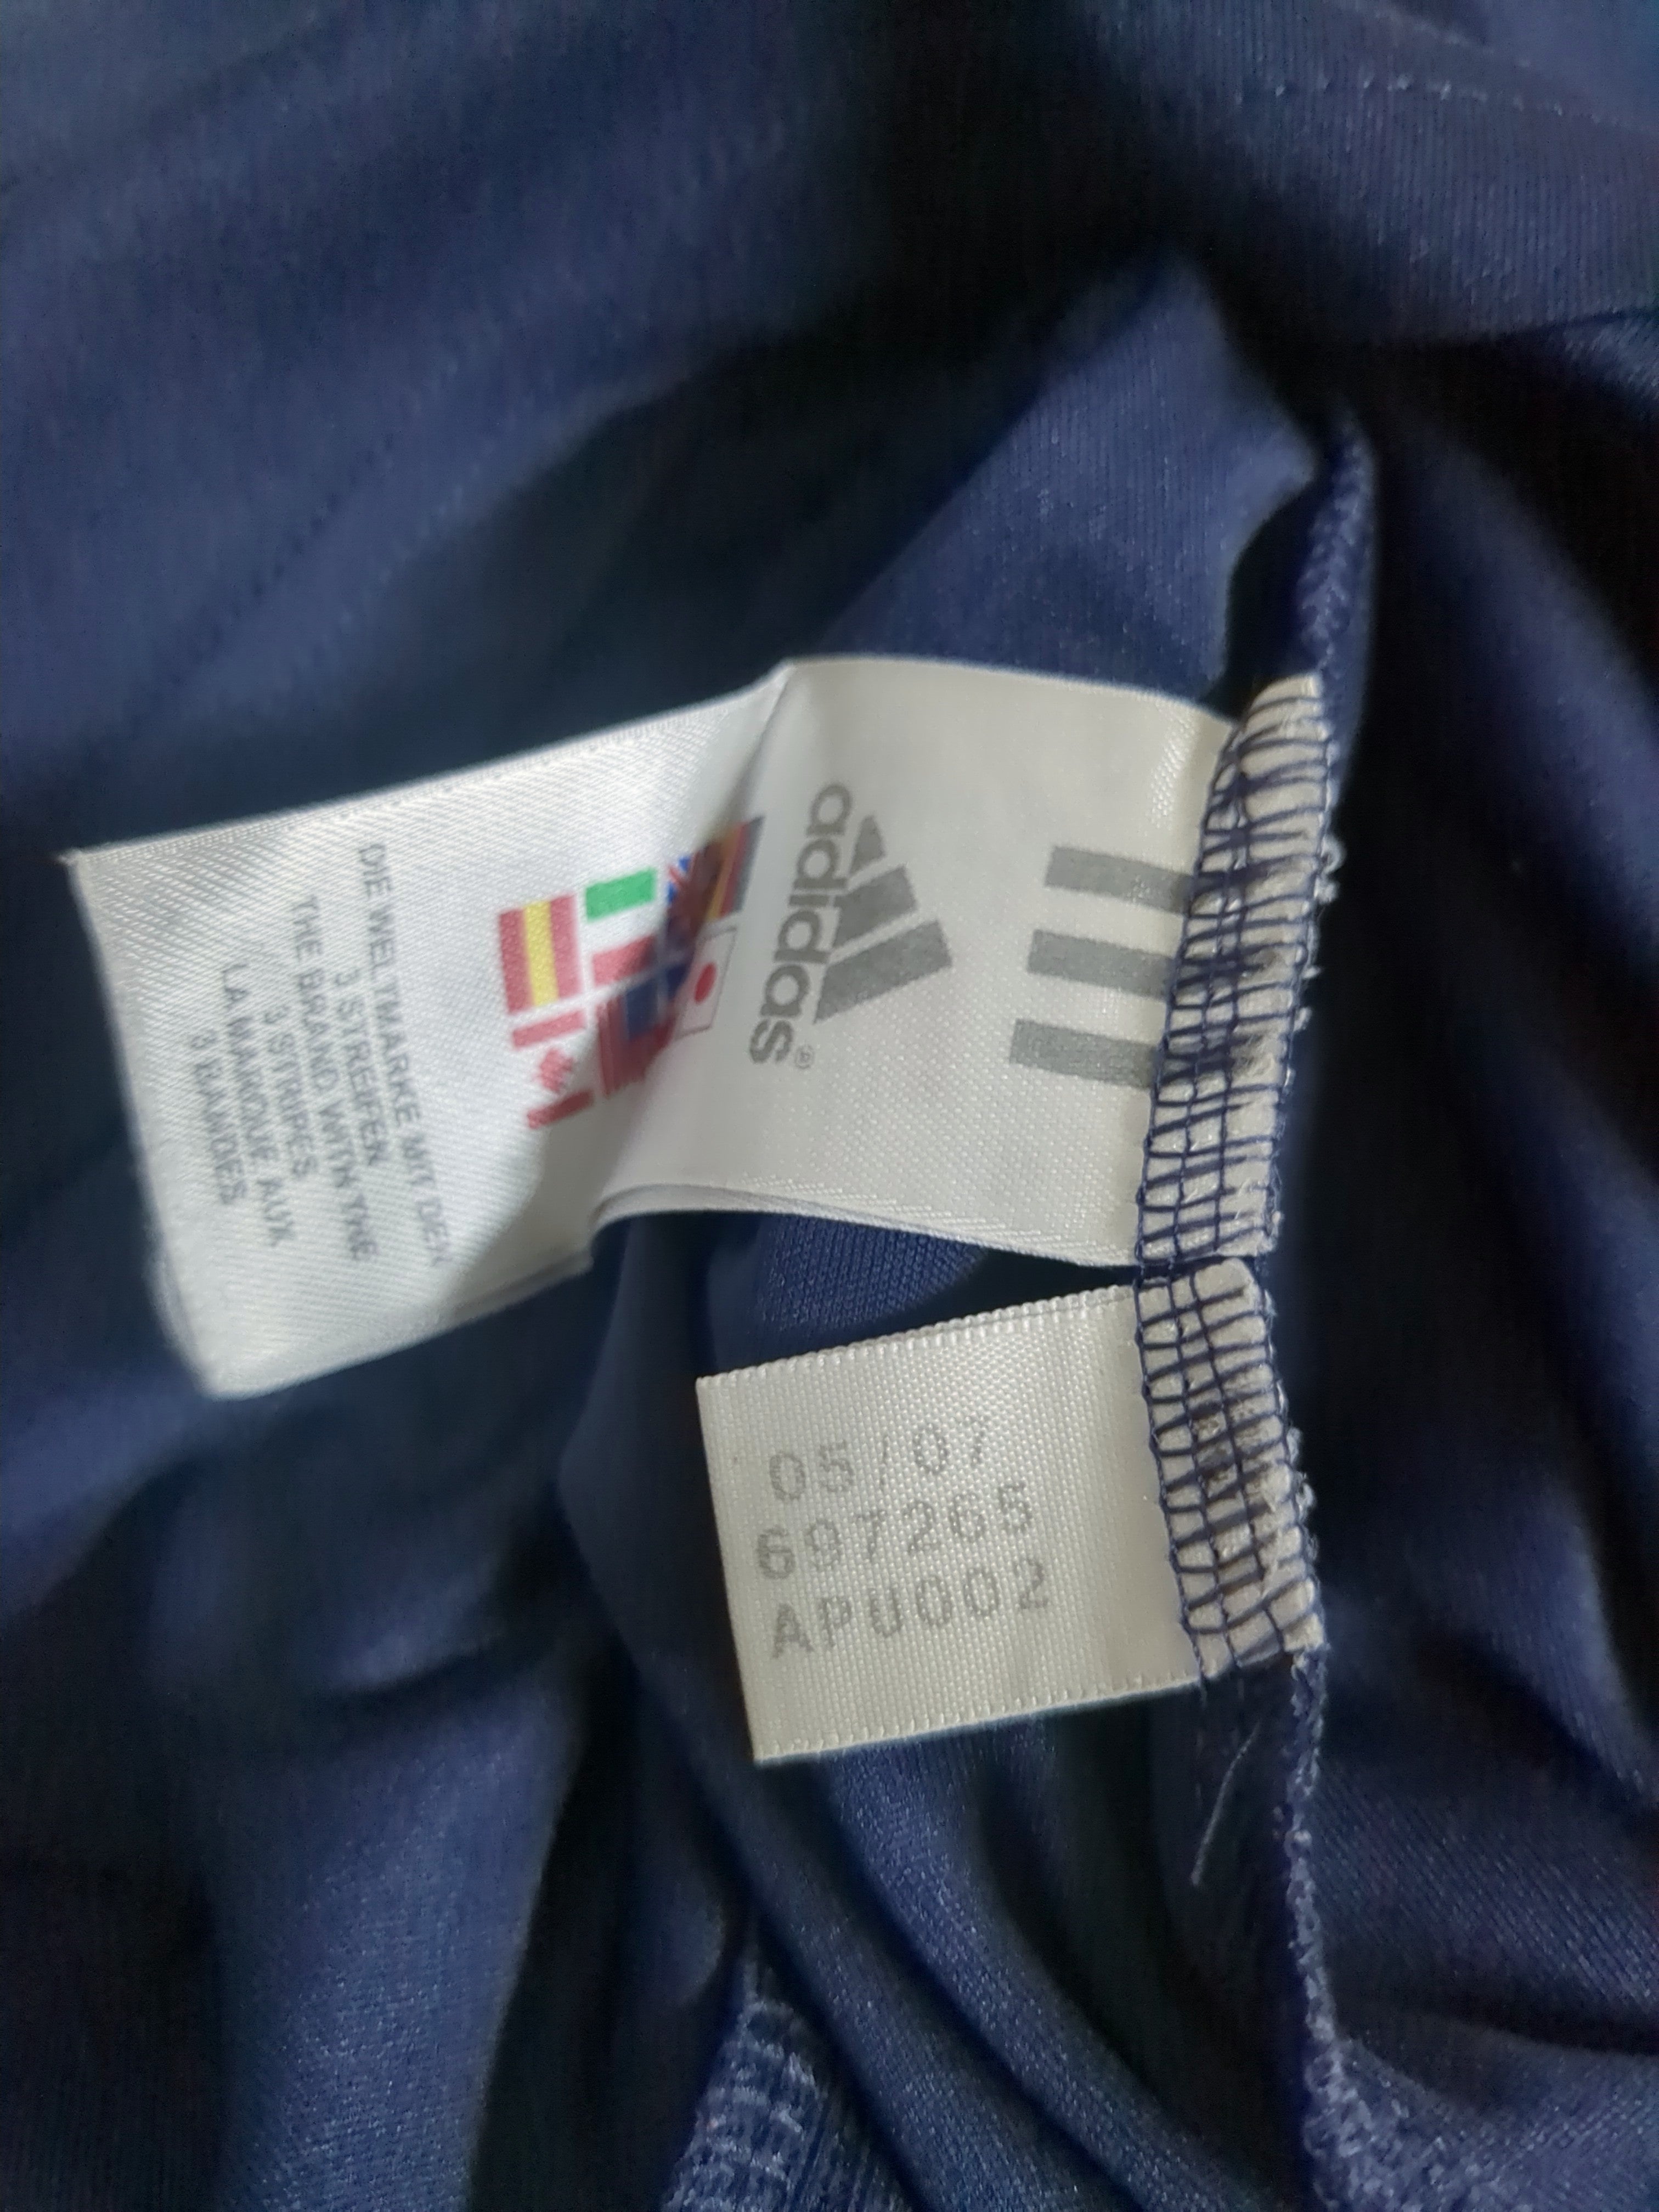 adidas®
DIE WELTMARKE MIT DEN
3 STREIFEN
THE BRAND WITH THE
3 STRIPES
LA MARQUE AUX
3 BANDES
05/07
697265
APU002